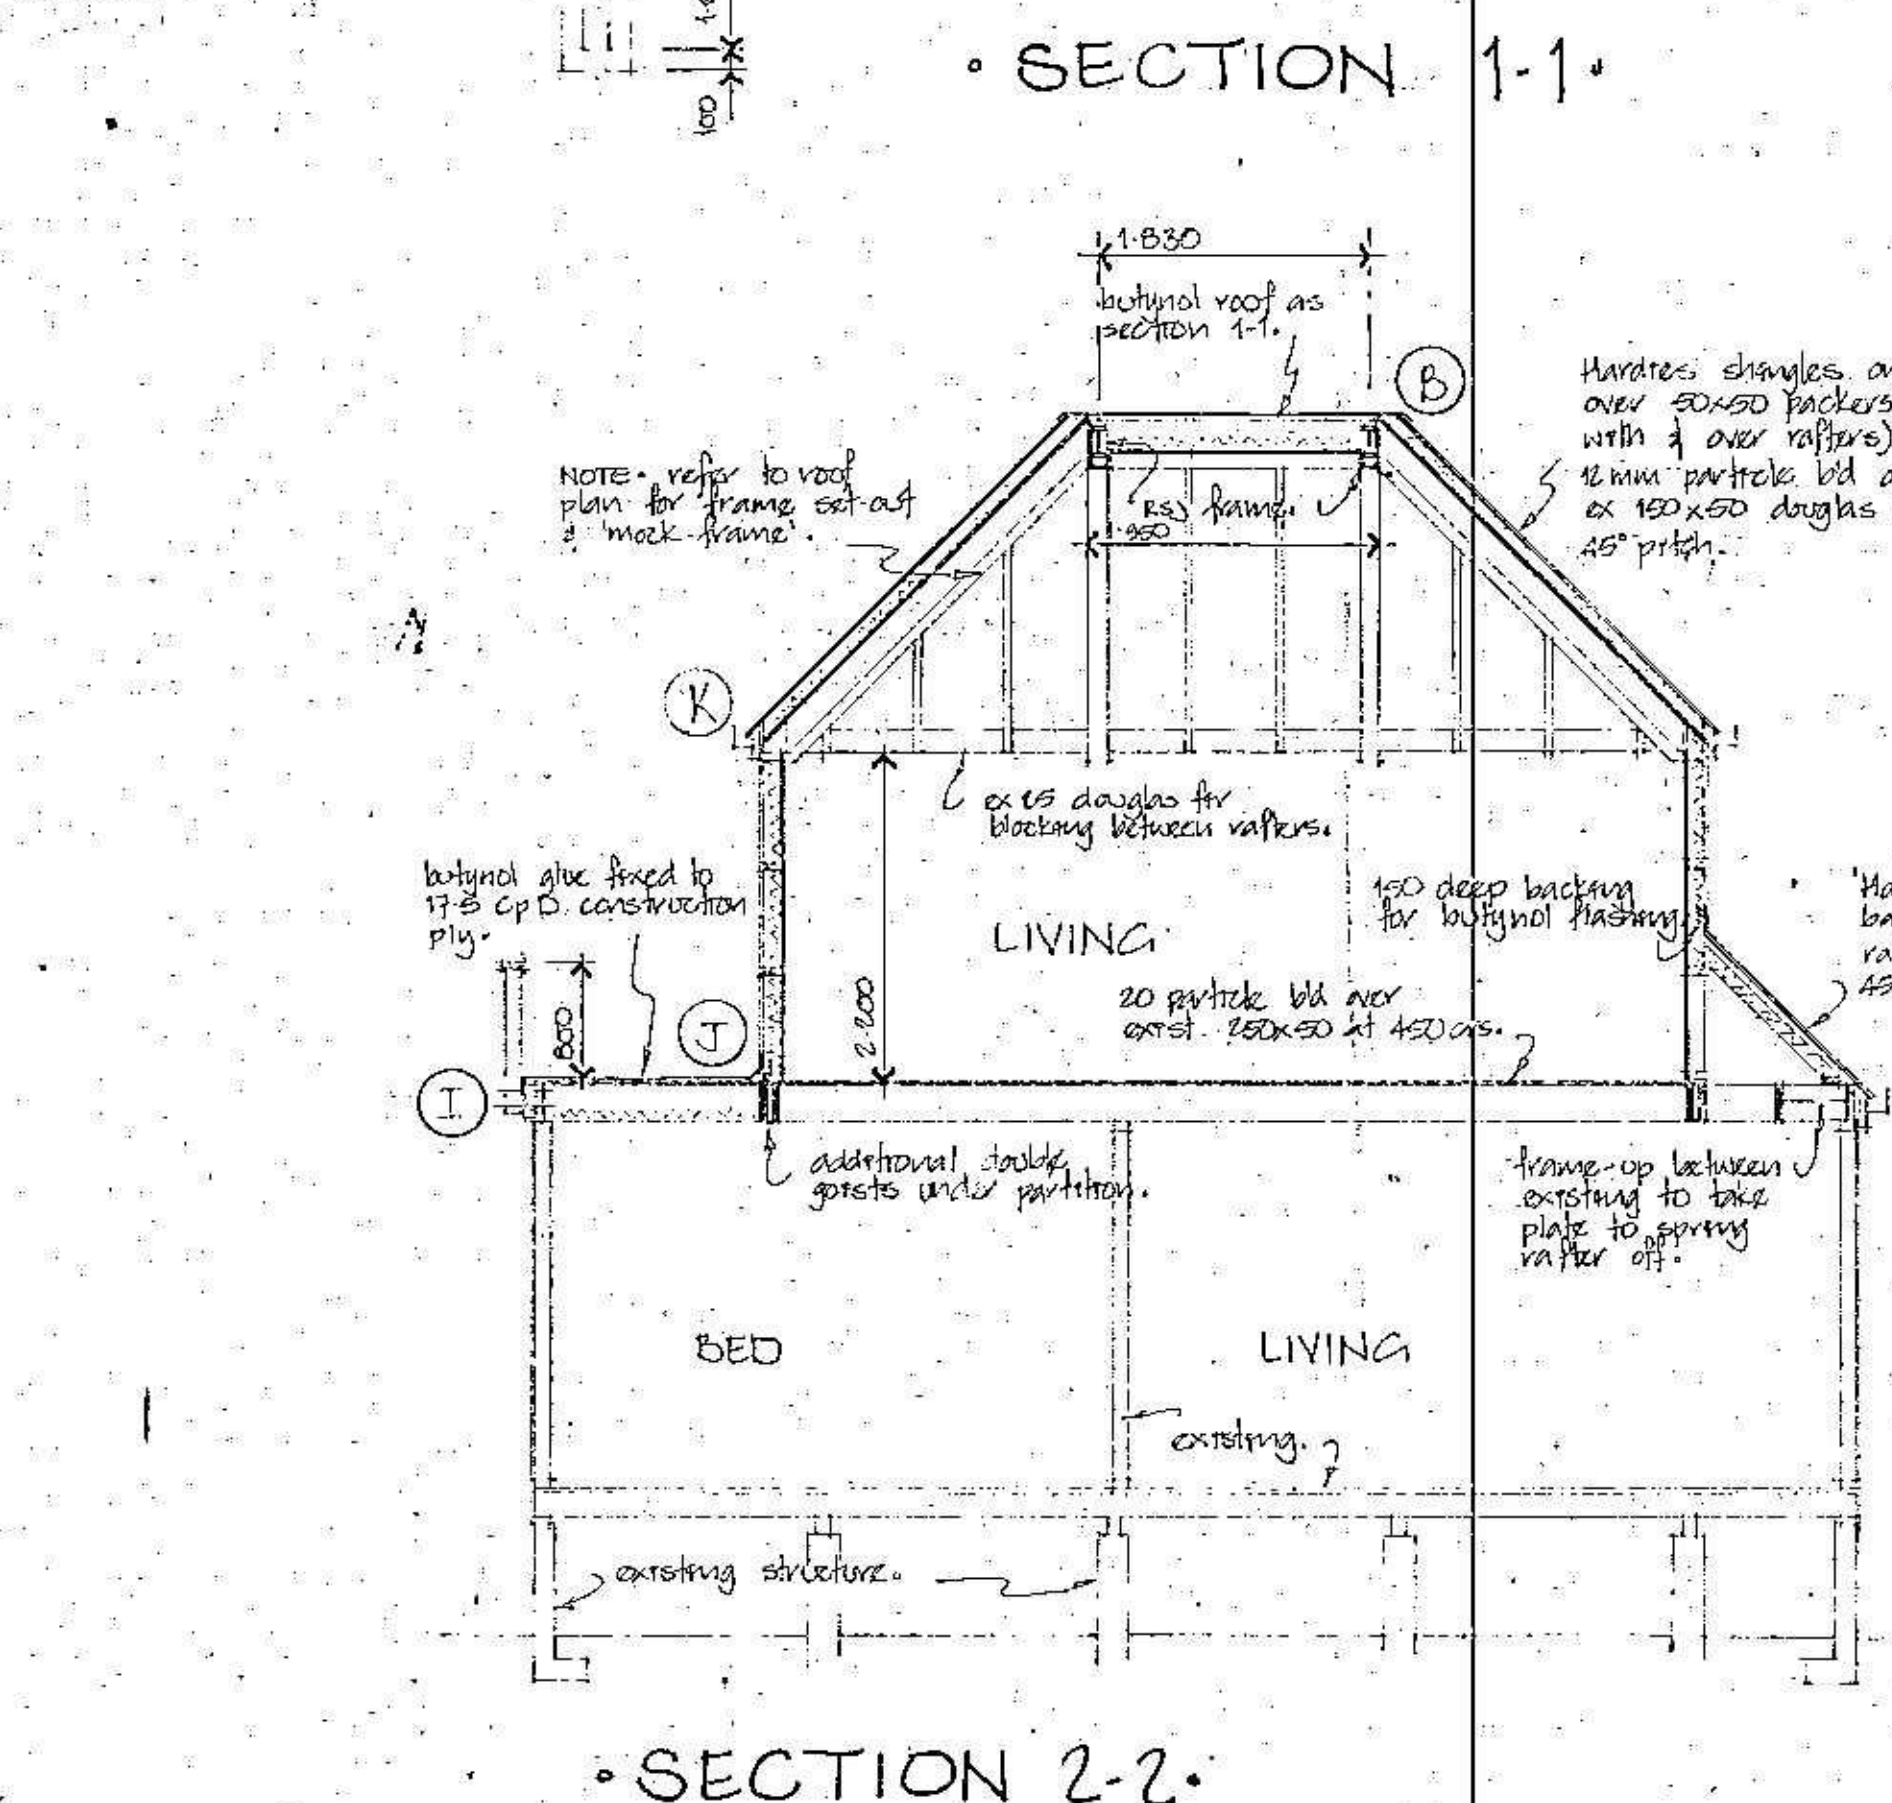 100
• SECTION 1-1 •
1·830
butynol roof as
section 1-1.
B
Hardies shingles
over 50x50 packers
with & over rafters)
12 mm particle b'd
ex 150x50 douglas
45° pitch.
NOTE· refer to roof
plan for frame set-out
& 'mock-frame'.
RSJ frame.
K
ex 25 douglas fir
blocking between rafters.
butynol glue fixed to
17·5 CpD construction
ply.
150 deep backing
for butynol flashing
LIVING
20 particle b'd over
exist. 250x50 at 450 crs.
800
2·200
J
I
additional double
joists under partition.
frame-up between
existing to take
plate to spring
rafter off.
BED
LIVING
existing.
existing structure.
• SECTION 2-2 •